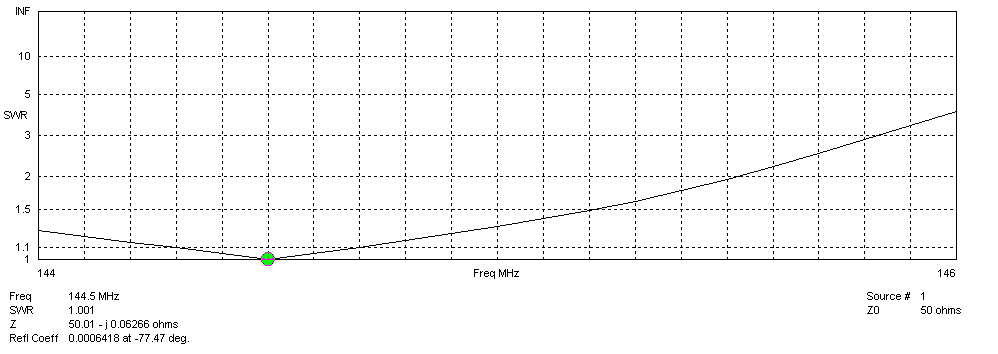 INF
10
5
SWR
3
2
1.5
1.1
1
144 Freq MHz 146
Freq 144.5 MHz Source # 1
SWR 1.001 Z0 50 ohms
Z 50.01 - j 0.06266 ohms
Refl Coeff 0.0006418 at -77.47 deg.